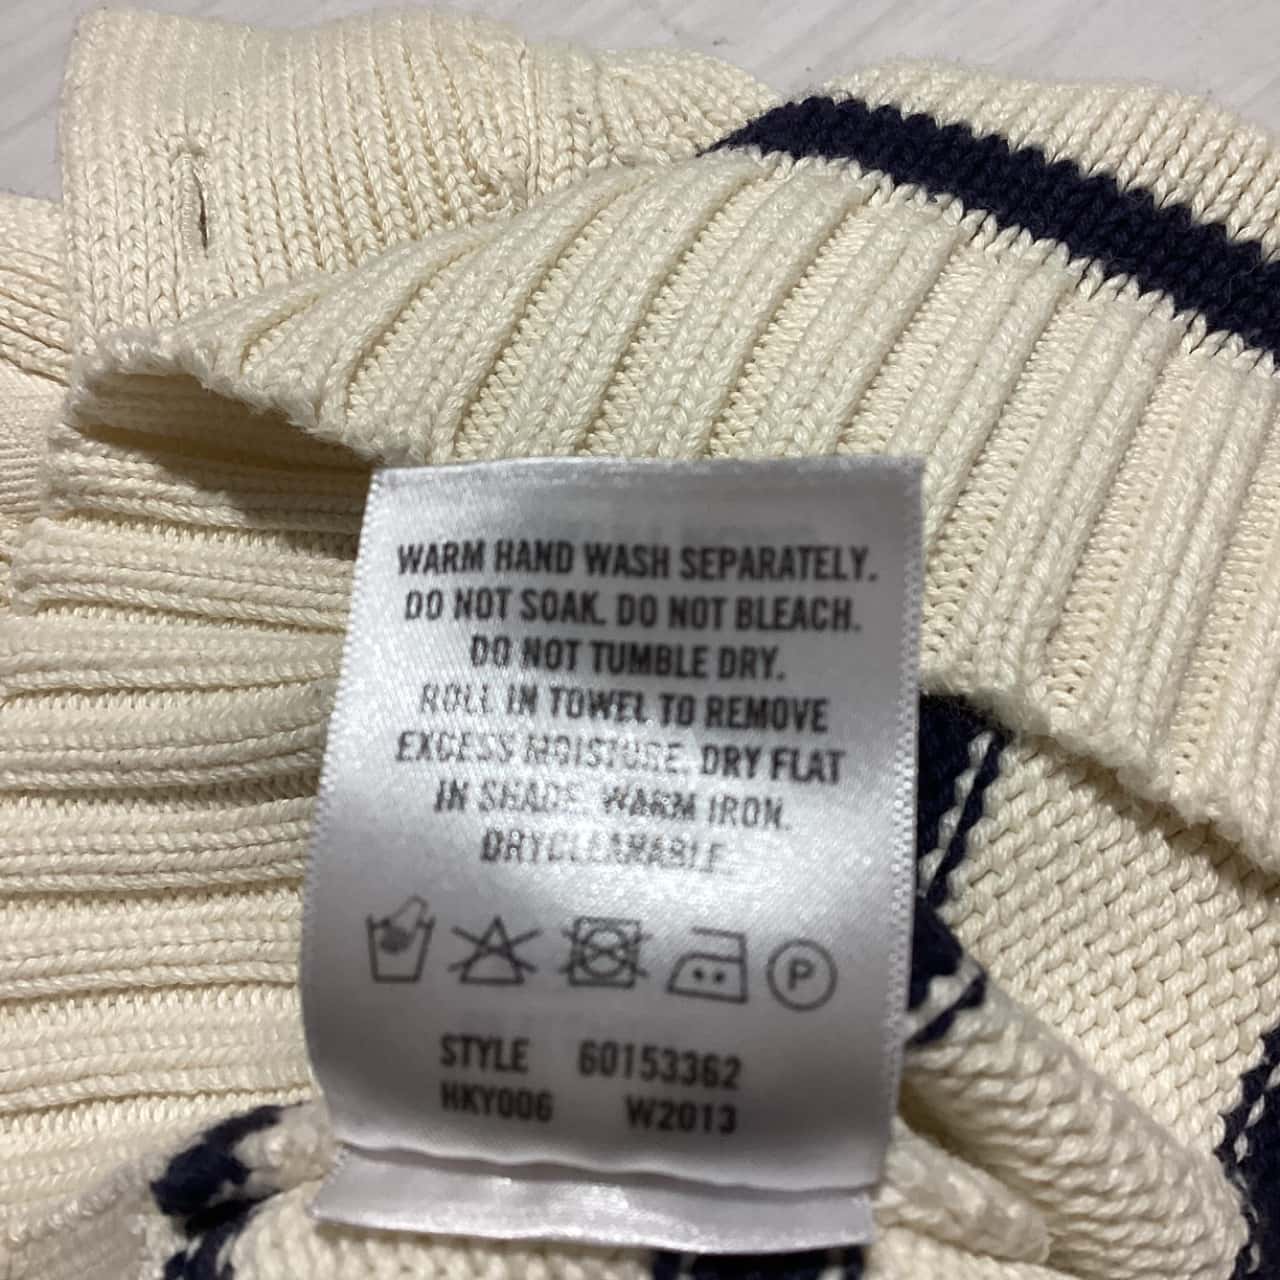 WARM HAND WASH SEPARATELY.
DO NOT SOAK. DO NOT BLEACH.
DO NOT TUMBLE DRY.
ROLL IN TOWEL TO REMOVE
EXCESS MOISTURE. DRY FLAT
IN SHADE. WARM IRON.
DRYCLEANABLE
P
STYLE 60153362
HKY006 W2013